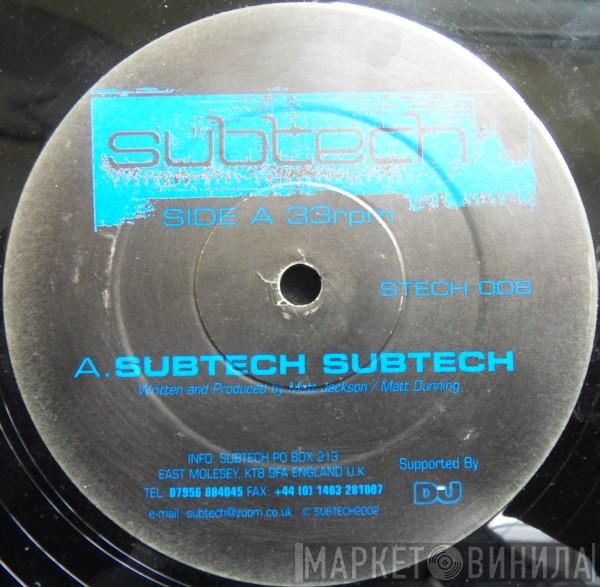 subtech
SIDE A 33rpm
STECH 008
A. SUBTECH SUBTECH
Written and Produced by Matt Jackson / Matt Dunning.
INFO: SUBTECH PO BOX 213
EAST MOLESEY, KT8 9FA ENGLAND U.K.
TEL: 07956 884045 FAX: +44 (0) 1483 281007
e-mail: subtech@zoom.co.uk © SUBTECH2002
Supported By
DJ
МАРКЕТ ВИНИЛА